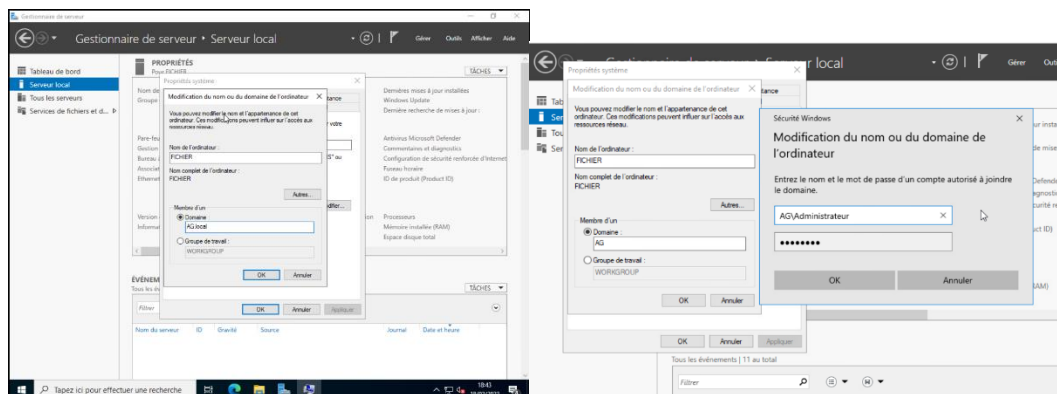 Gestionnaire de serveur
Gestionnaire de serveur • Serveur local
Gérer Outils Afficher Aide
Tableau de bord
Serveur local
Tous les serveurs
Services de fichiers et d...
PROPRIÉTÉS
Pour FICHIER
TÂCHES
Propriétés système
Modification du nom ou du domaine de l'ordinateur
Vous pouvez modifier le nom et l'appartenance de cet
ordinateur. Ces modifications peuvent influer sur l'accès aux
ressources réseau.
Nom de l'ordinateur :
FICHIER
Nom complet de l'ordinateur :
FICHIER
Autres...
Membre d'un
Domaine :
AG.local
Groupe de travail :
WORKGROUP
OK Annuler
OK Annuler Appliquer
Dernières mises à jour installées
Windows Update
Dernière recherche de mises à jour :
Antivirus Microsoft Defender
Commentaires et diagnostics
Configuration de sécurité renforcée d'Internet
Fuseau horaire
ID de produit (Product ID)
Processeurs
Mémoire installée (RAM)
Espace disque total
TÂCHES
Filtrer
Nom du serveur ID Gravité Source Journal Date et heure
Tapez ici pour effectuer une recherche
18:43
r local
Gérer Out
Propriétés système
Modification du nom ou du domaine de l'ordinateur
Vous pouvez modifier le nom et l'appartenance de cet
ordinateur. Ces modifications peuvent influer sur l'accès aux
ressources réseau.
Nom de l'ordinateur :
FICHIER
Nom complet de l'ordinateur :
FICHIER
Autres...
Membre d'un
Domaine :
AG
Groupe de travail :
WORKGROUP
OK Annuler
OK Annuler Appliquer
Sécurité Windows
Modification du nom ou du domaine de
l'ordinateur
Entrez le nom et le mot de passe d'un compte autorisé à joindre
le domaine.
AG\Administrateur
••••••••
OK Annuler
Tous les événements | 11 au total
Filtrer